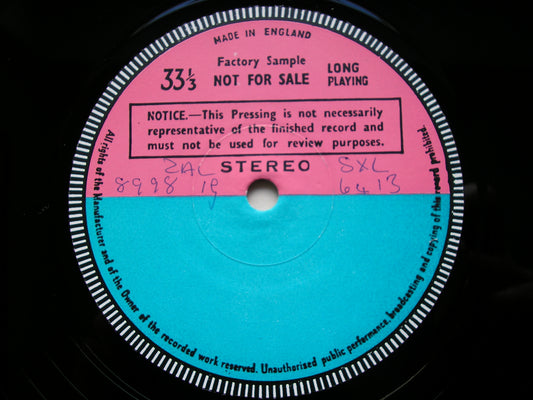 MADE IN ENGLAND
Factory Sample
33⅓ NOT FOR SALE LONG PLAYING
NOTICE.—This Pressing is not necessarily
representative of the finished record and
must not be used for review purposes.
ZAL STEREO SXL
8998 6413
All rights of the Manufacturer and of the Owner of the recorded work reserved. Unauthorised public performance, broadcasting and copying of this record prohibited.